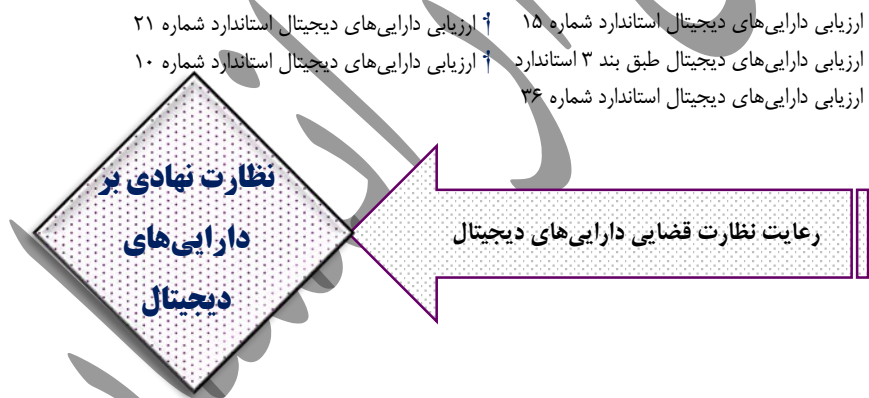 ارزیابی دارایی‌های دیجیتال استاندارد شماره ۱۵
ارزیابی دارایی‌های دیجیتال استاندارد شماره ۲۱
ارزیابی دارایی‌های دیجیتال طبق بند ۳ استاندارد
ارزیابی دارایی‌های دیجیتال استاندارد شماره ۱۰
ارزیابی دارایی‌های دیجیتال استاندارد شماره ۳۶
رعایت نظارت قضایی دارایی‌های دیجیتال
نظارت نهادی بر
دارایی‌های
دیجیتال